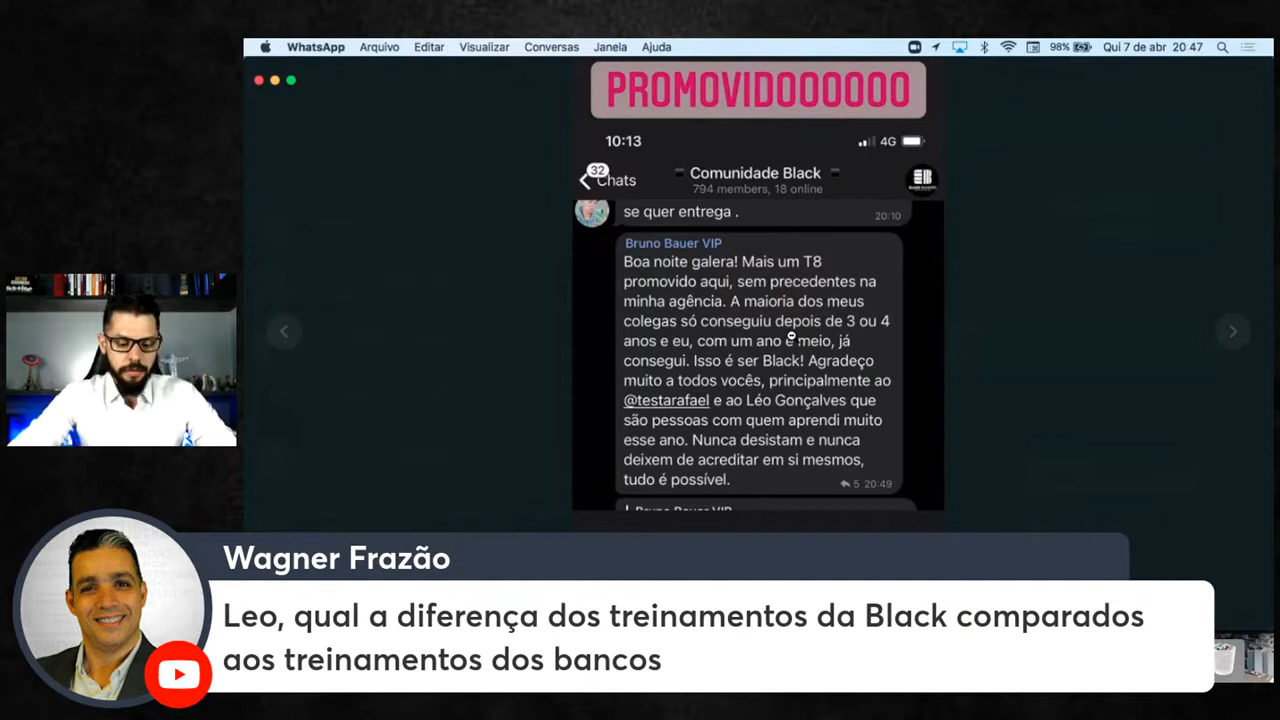 WhatsApp Arquivo Editar Visualizar Conversas Janela Ajuda
98% Qui 7 de abr 20 47
PROMOVIDOOOOOO
10:13
4G
32
Chats
Comunidade Black
794 members, 18 online
se quer entrega .
20:10
Bruno Bauer VIP
Boa noite galera! Mais um T8
promovido aqui, sem precedentes na
minha agência. A maioria dos meus
colegas só conseguiu depois de 3 ou 4
anos e eu, com um ano e meio, já
consegui. Isso é ser Black! Agradeço
muito a todos vocês, principalmente ao
@testarafael e ao Léo Gonçalves que
são pessoas com quem aprendi muito
esse ano. Nunca desistam e nunca
deixem de acreditar em si mesmos,
tudo é possível.
5 20:49
Bruno Bauer VIP
Wagner Frazão
Leo, qual a diferença dos treinamentos da Black comparados
aos treinamentos dos bancos